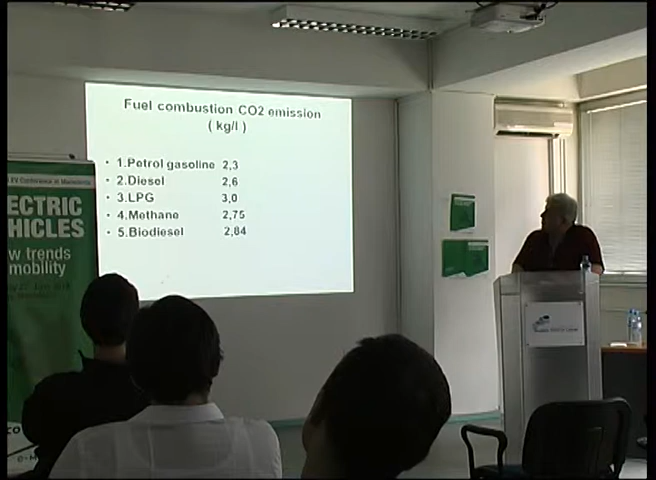 Fuel combustion CO2 emission
( kg/l )
• 1.Petrol gasoline 2,3
• 2.Diesel 2,6
• 3.LPG 3,0
• 4.Methane 2,75
• 5.Biodiesel 2,84
ECTRIC
HICLES
w trends
mobility